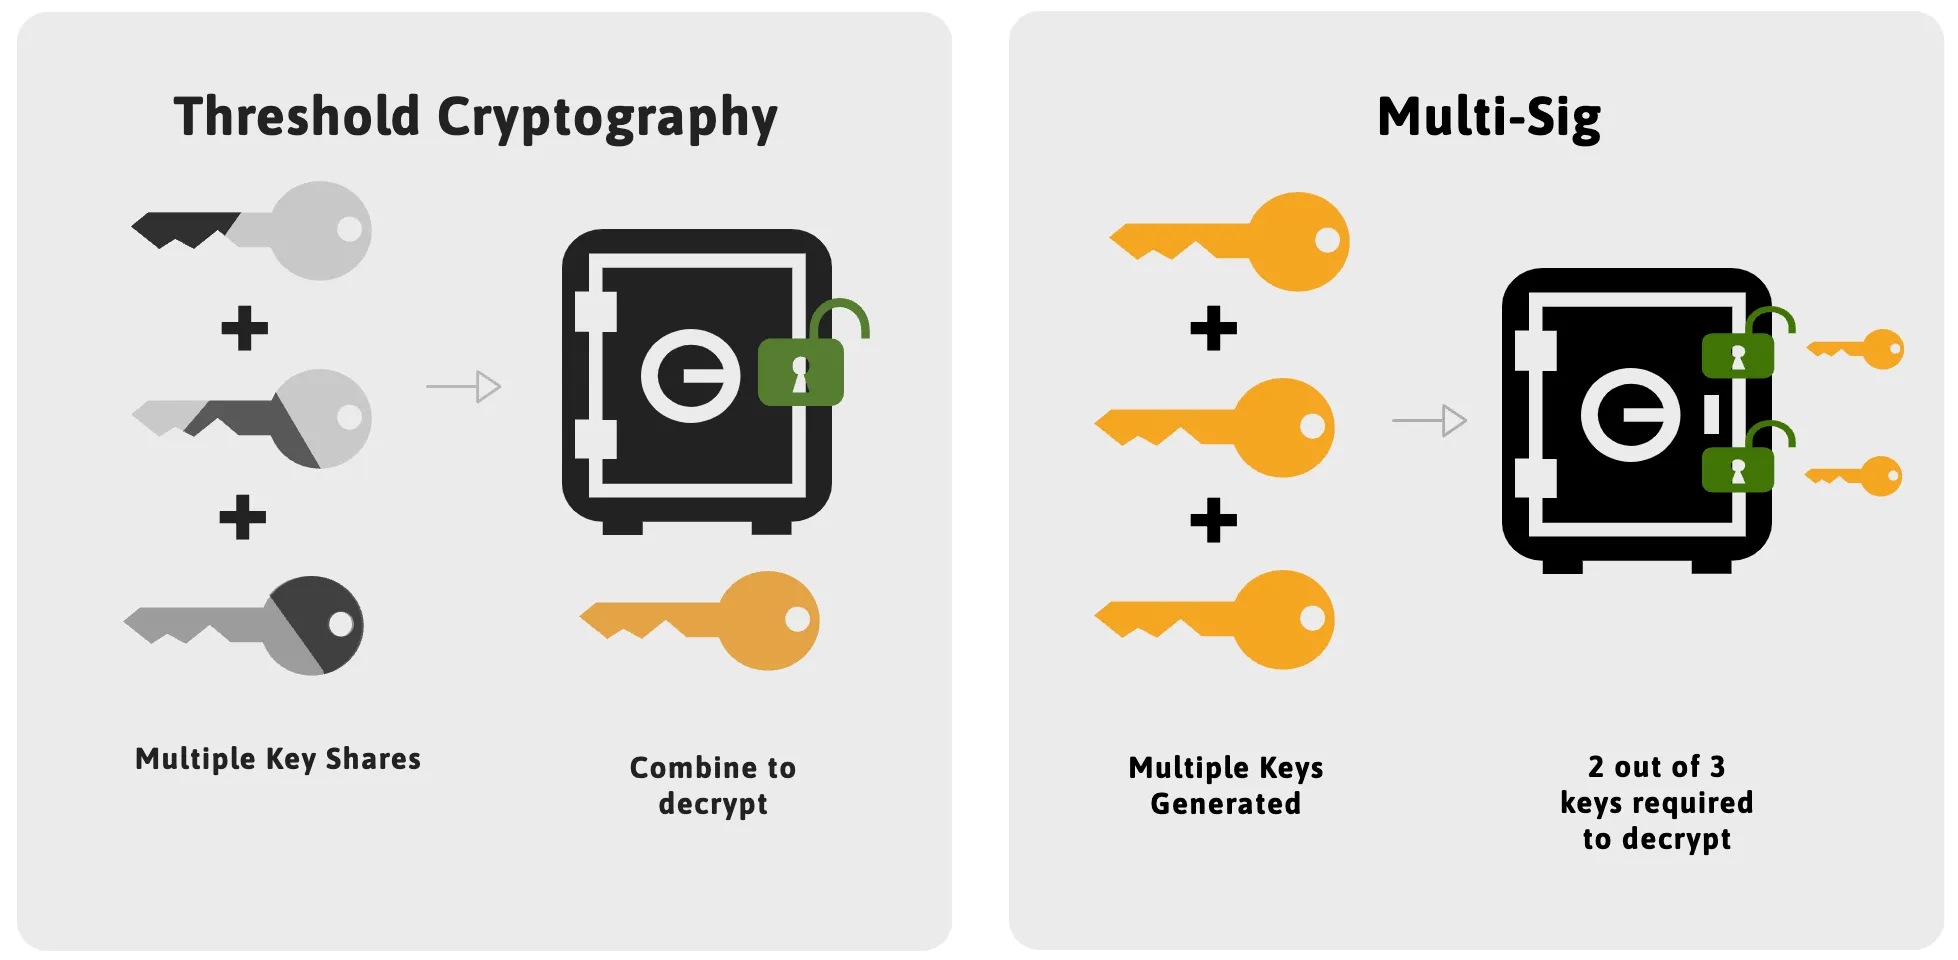 Threshold Cryptography
Multiple Key Shares
Combine to
decrypt
Multi-Sig
Multiple Keys
Generated
2 out of 3
keys required
to decrypt